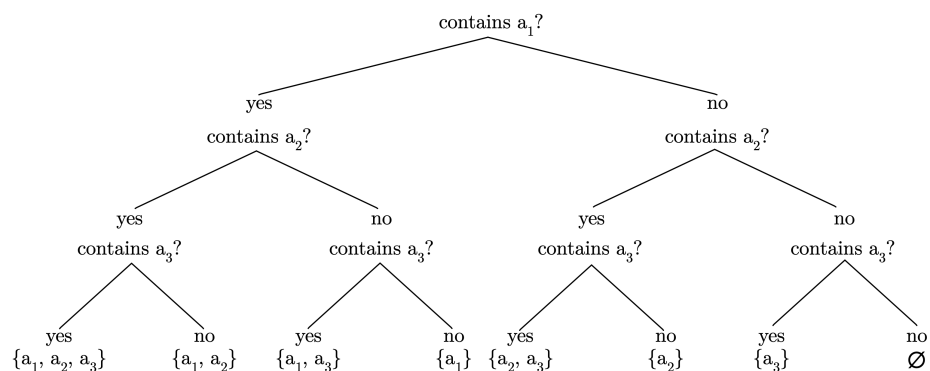 contains a₁?
yes no
contains a₂? contains a₂?
yes no yes no
contains a₃? contains a₃? contains a₃? contains a₃?
yes no yes no yes no yes no
{a₁, a₂, a₃} {a₁, a₂} {a₁, a₃} {a₁} {a₂, a₃} {a₂} {a₃} ∅